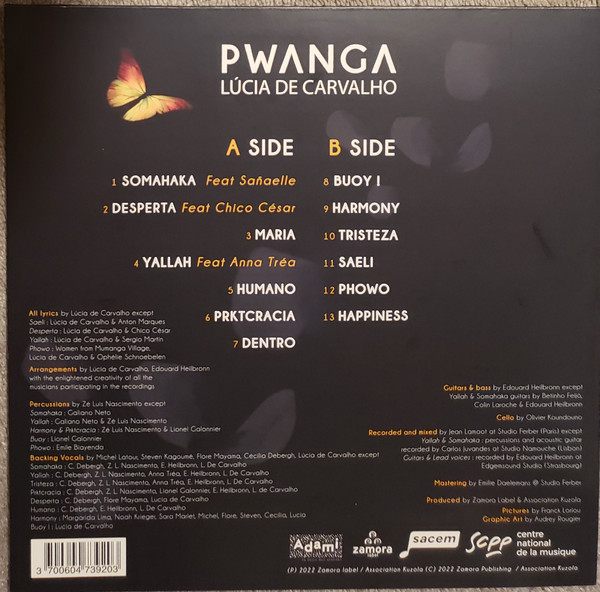 PWANGA
LÚCIA DE CARVALHO
A SIDE
1 SOMAHAKA Feat Sañaelle
2 DESPERTA Feat Chico César
3 MARIA
4 YALLAH Feat Anna Tréa
5 HUMANO
6 PRKTCRACIA
7 DENTRO
B SIDE
8 BUOY I
9 HARMONY
10 TRISTEZA
11 SAELI
12 PHOWO
13 HAPPINESS
All lyrics by Lúcia de Carvalho except
Saeli : Lúcia de Carvalho & Anton Marques
Desperta : Lúcia de Carvalho & Chico César
Yallah : Lúcia de Carvalho & Sergio Martin
Phowo : Women from Mumanga Village,
Lúcia de Carvalho & Ophélie Schnoebelen
Arrangements by Lúcia de Carvalho, Edouard Heilbronn
with the enlightened creativity of all the
musicians participating in the recordings
Percussions by Zé Luis Nascimento except
Somahaka : Galiano Neto
Yallah : Galiano Neto & Zé Luis Nascimento
Harmony & Prktcracia : Zé Luis Nascimento & Lionel Galannier
Buoy : Lionel Galonnier
Phowo : Emile Biayenda
Backing Vocals by Michel Latour, Steven Kagoumé, Flore Mayama, Cecilia Debergh, Lúcia de Carvalho except
Somahaka : C. Debergh, Z. L. Nascimento, E. Heilbronn, L. De Carvalho
Yallah : C. Debergh, Z. L Nascimento, Anna Tréa, E. Heilbronn, L. De Carvalho
Tristeza : C. Debergh, Z. L Nascimento, Anna Tréa, E. Heilbronn, L. De Carvalho
Prktcracia : C. Debergh, Z.L Nascimento, Lionel Galonnier, E. Heilbronn, L. de Carvalho
Desperta : C. Debergh, Flore Mayama, Lucia de Carvalho
Humano : C. Debergh, E. Heilbronn, L. De Carvalho
Harmony : Margarida Lima, Noah Krieger, Sara Mariel, Michel, Flore, Steven, Cecilia, Lucia
Buoy I : Lucia de Carvalho
Guitars & bass by Edouard Heilbronn except
Yallah & Somahaka guitars by Betinho Feijó,
Colin Laroche & Edouard Heilbronn
Cello by Olivier Koundouno
Recorded and mixed by Jean Lamoot at Studio Ferber (Paris) except
Yallah & Somahaka : percussions and acoustic guitar
recorded by Carlos Juvandes at Studio Namouche (Lisbon)
Guitars & Lead voices : recorded by Edouard Heilbronn at
Edgemsound Studio (Strasbourg)
Mastering by Emilie Daelemans @ Studio Ferber
Produced by Zamora Label & Association Kuzola
Pictures by Franck Loriou
Graphic Art by Audrey Rougier
3 700604 739203
Adami
zamora
label
sacem
scpp
centre
national
de la musique
(P) 2022 Zamora label / Association Kuzola (C) 2022 Zamora Publishing / Association Kuzola.